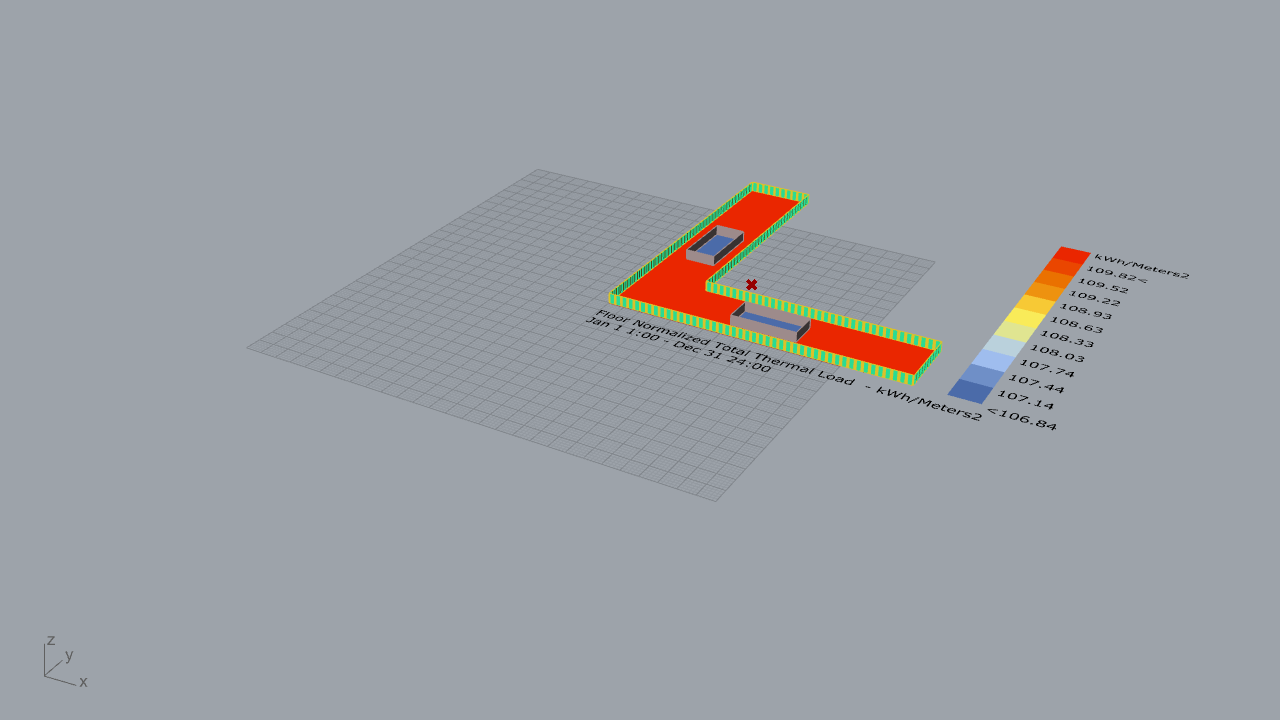 kWh/Meters2
109.82<
109.52
109.22
108.93
108.63
108.33
108.03
107.74
107.44
107.14
<106.84
Floor Normalized Total Thermal Load - kWh/Meters2
Jan 1 1:00 - Dec 31 24:00
z
y
x